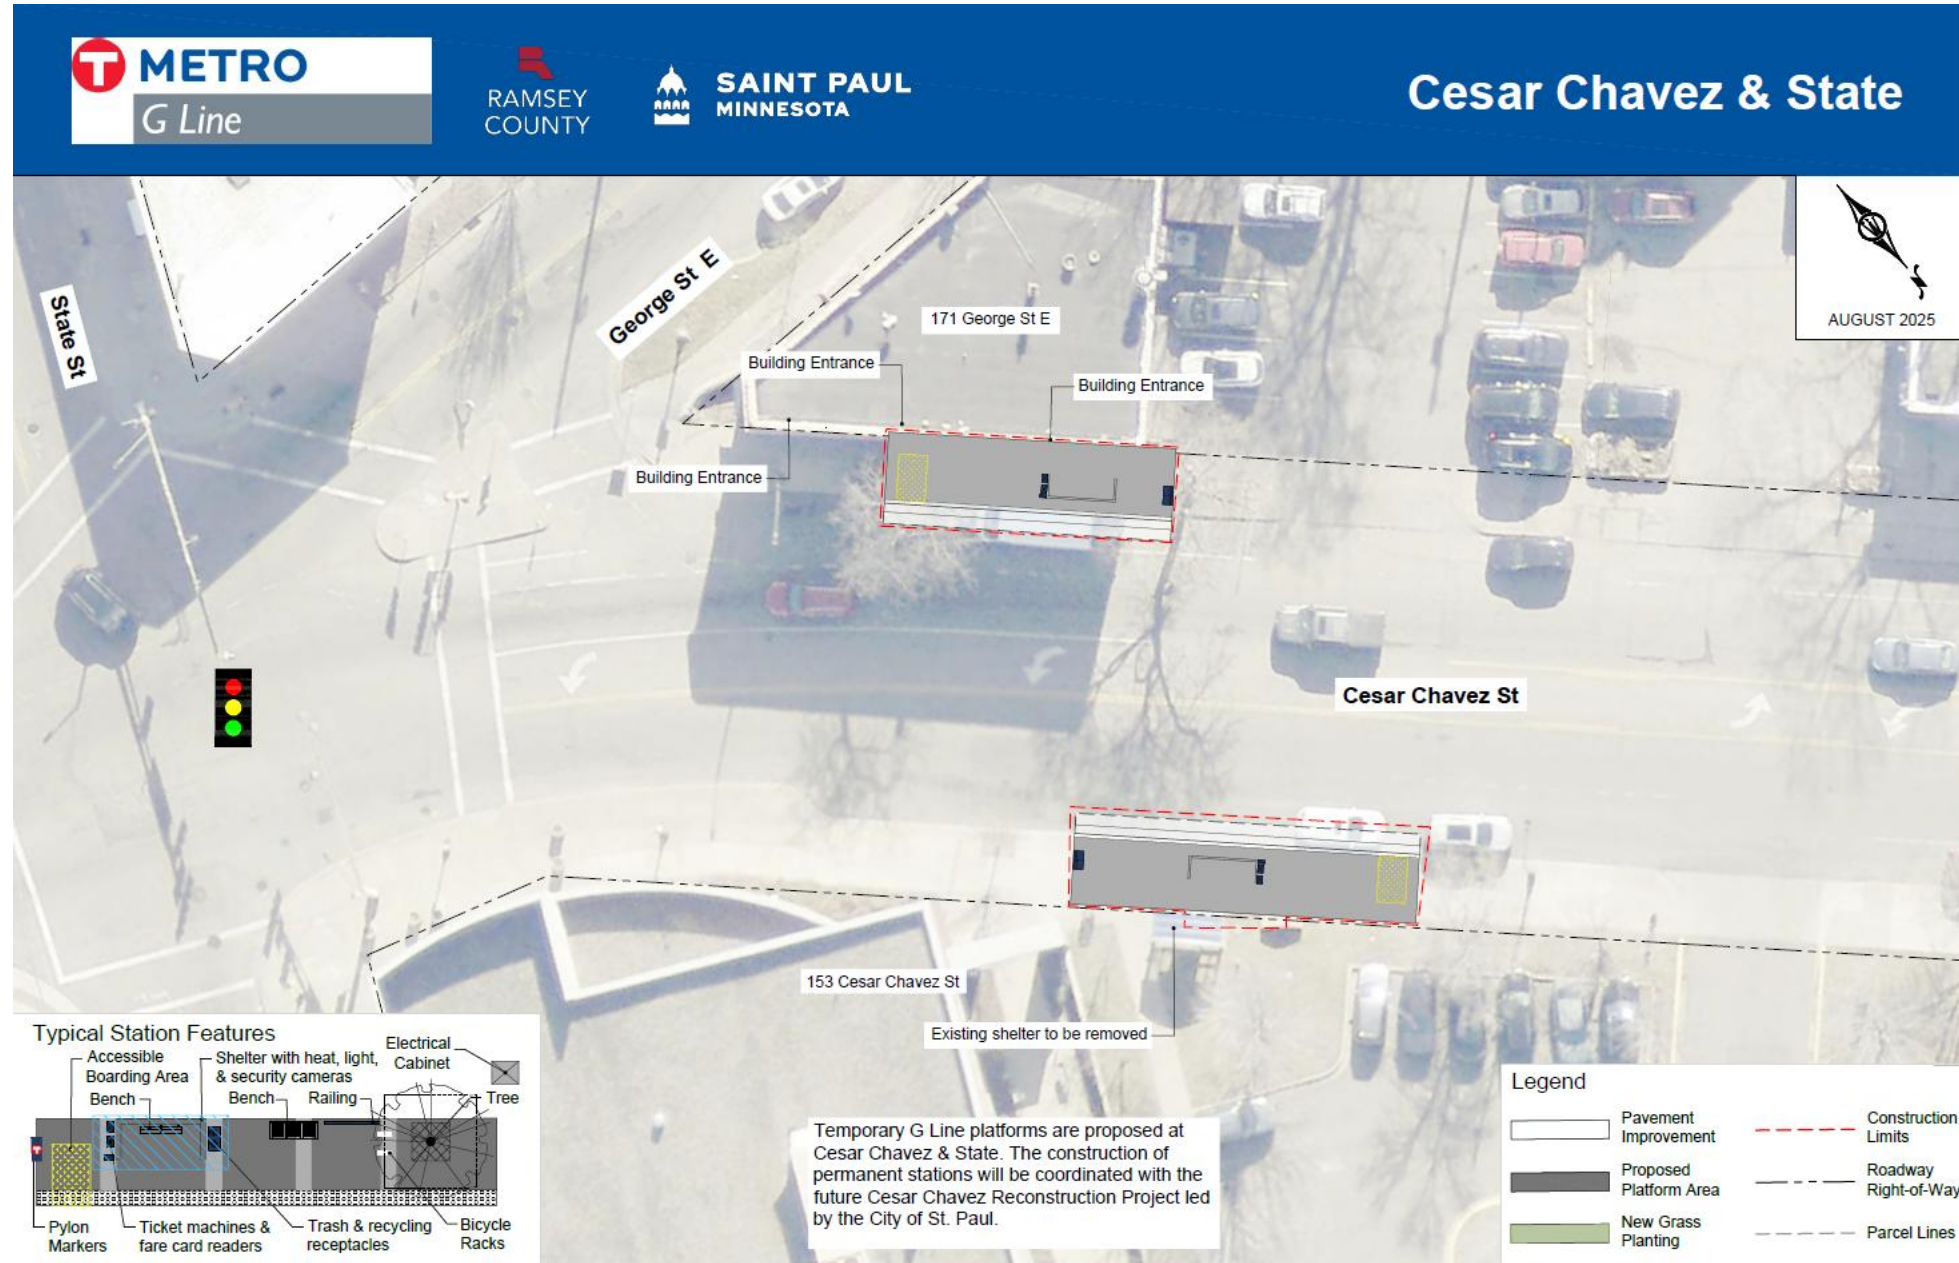 T METRO
G Line
RAMSEY
COUNTY
SAINT PAUL
MINNESOTA
Cesar Chavez & State
AUGUST 2025
State St
George St E
171 George St E
Building Entrance
Building Entrance
Building Entrance
Cesar Chavez St
153 Cesar Chavez St
Existing shelter to be removed
Typical Station Features
Accessible
Boarding Area
Bench
Shelter with heat, light,
& security cameras
Bench
Railing
Electrical
Cabinet
Tree
T
Pylon
Markers
Ticket machines &
fare card readers
Trash & recycling
receptacles
Bicycle
Racks
Temporary G Line platforms are proposed at
Cesar Chavez & State. The construction of
permanent stations will be coordinated with the
future Cesar Chavez Reconstruction Project led
by the City of St. Paul.
Legend
Pavement
Improvement
Proposed
Platform Area
New Grass
Planting
Construction
Limits
Roadway
Right-of-Way
Parcel Lines